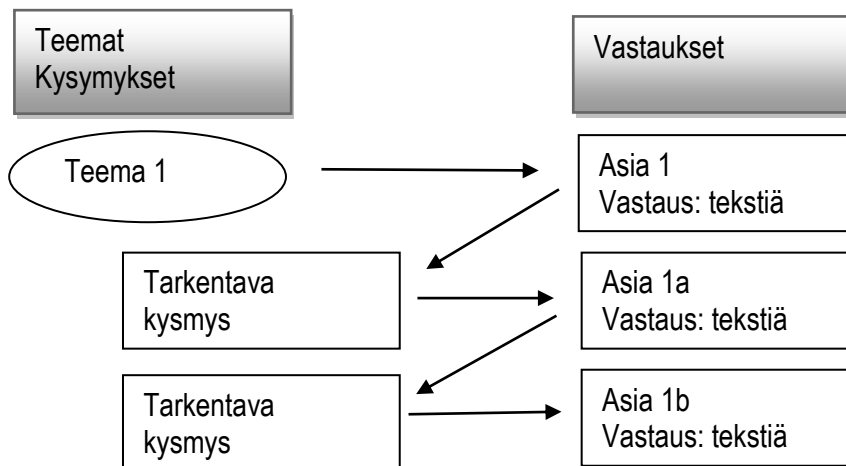 Teemat
Kysymykset
Vastaukset
Teema 1
Asia 1
Vastaus: tekstiä
Tarkentava
kysmys
Asia 1a
Vastaus: tekstiä
Tarkentava
kysmys
Asia 1b
Vastaus: tekstiä